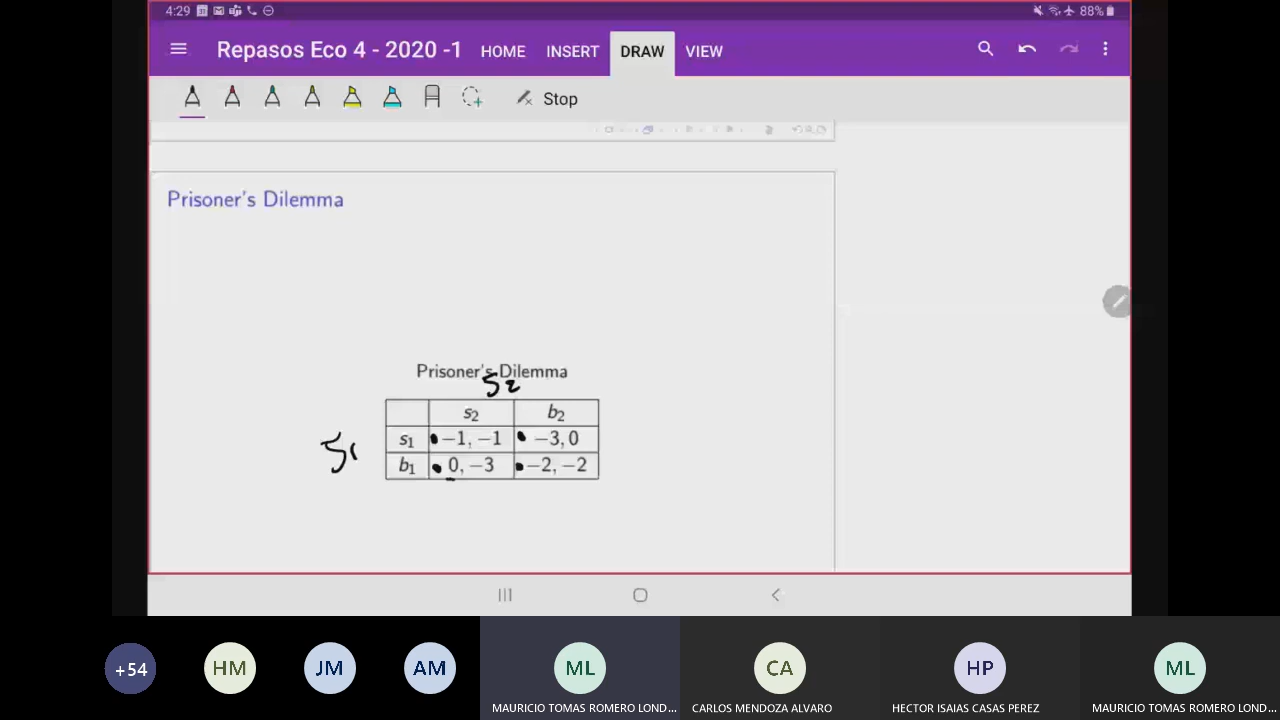 4:29 88%
Repasos Eco 4 - 2020 -1 HOME INSERT DRAW VIEW
Stop
Prisoner's Dilemma
Prisoner's Dilemma
S2
s2 b2
S1 s1 −1, −1 −3, 0
b1 0, −3 −2, −2
+54 HM JM AM ML CA HP ML
MAURICIO TOMAS ROMERO LOND... CARLOS MENDOZA ALVARO HECTOR ISAIAS CASAS PEREZ MAURICIO TOMAS ROMERO LOND...